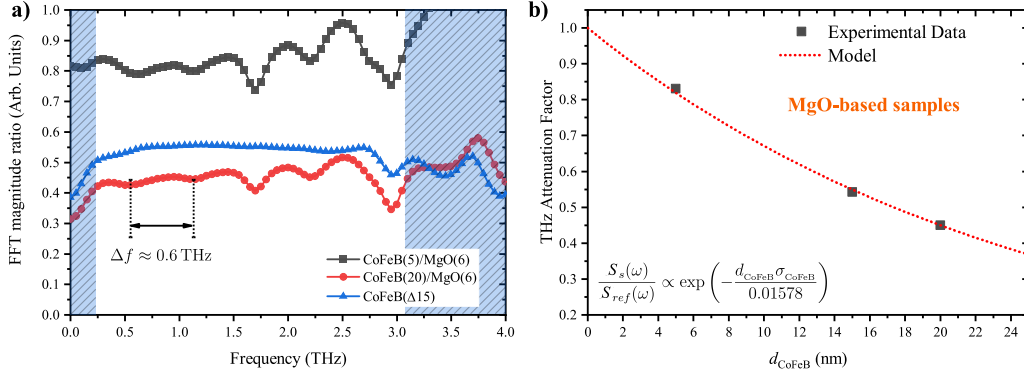 a)
FFT magnitude ratio (Arb. Units)
1.0
0.9
0.8
0.7
0.6
0.5
0.4
0.3
0.2
0.1
0.0
Δf ≈ 0.6 THz
CoFeB(5)/MgO(6)
CoFeB(20)/MgO(6)
CoFeB(Δ15)
0.0 0.5 1.0 1.5 2.0 2.5 3.0 3.5 4.0
Frequency (THz)
b)
THz Attenuation Factor
1.0
0.9
0.8
0.7
0.6
0.5
0.4
0.3
0.2
Experimental Data
Model
MgO-based samples
S_s(ω)/S_ref(ω) ∝ exp(−d_CoFeB σ_CoFeB/0.01578)
0 2 4 6 8 10 12 14 16 18 20 22 24
d_CoFeB (nm)